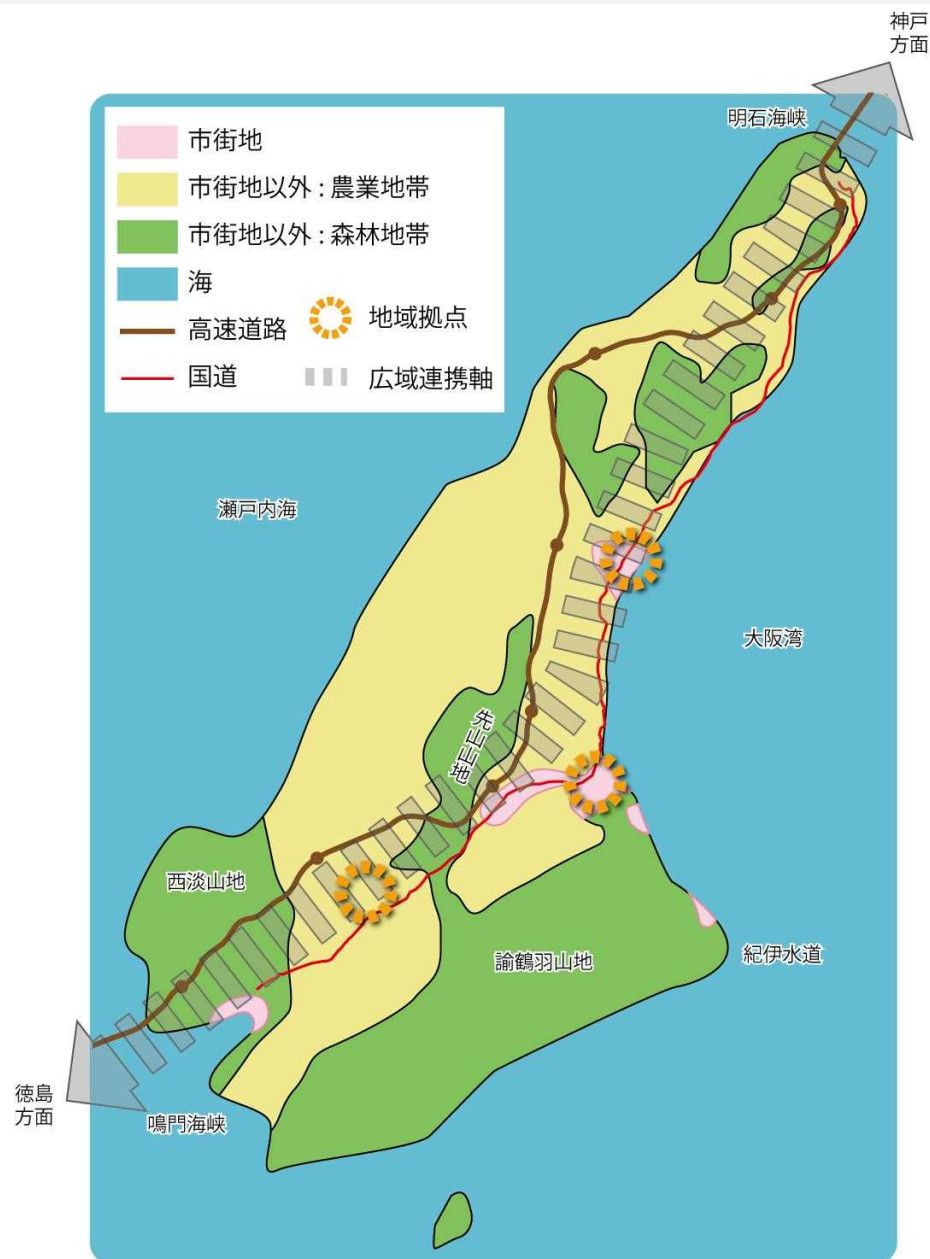 神戸
方面
明石海峡
市街地
市街地以外 : 農業地帯
市街地以外 : 森林地帯
海
高速道路
地域拠点
国道
広域連携軸
瀬戸内海
大阪湾
先山山地
西淡山地
諭鶴羽山地
紀伊水道
徳島
方面
鳴門海峡